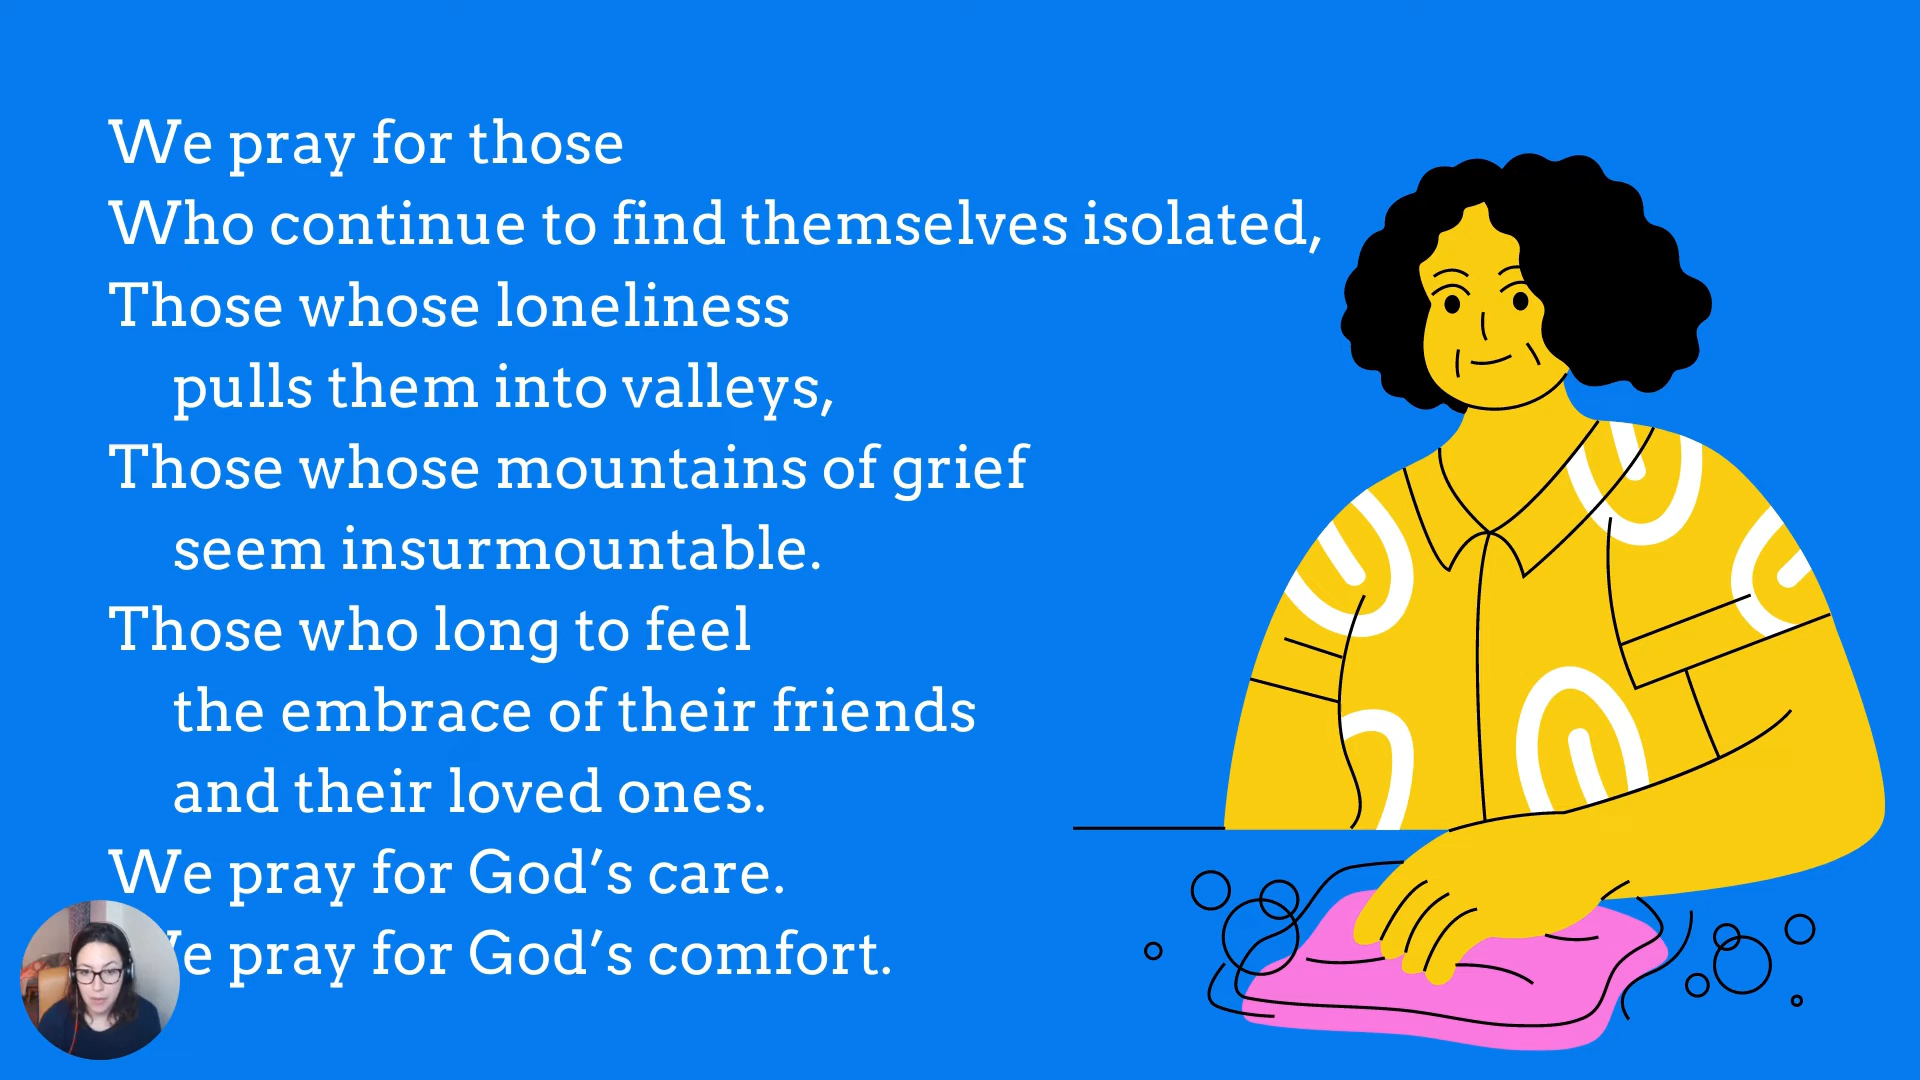 We pray for those
Who continue to find themselves isolated,
Those whose loneliness
pulls them into valleys,
Those whose mountains of grief
seem insurmountable.
Those who long to feel
the embrace of their friends
and their loved ones.
We pray for God’s care.
We pray for God’s comfort.